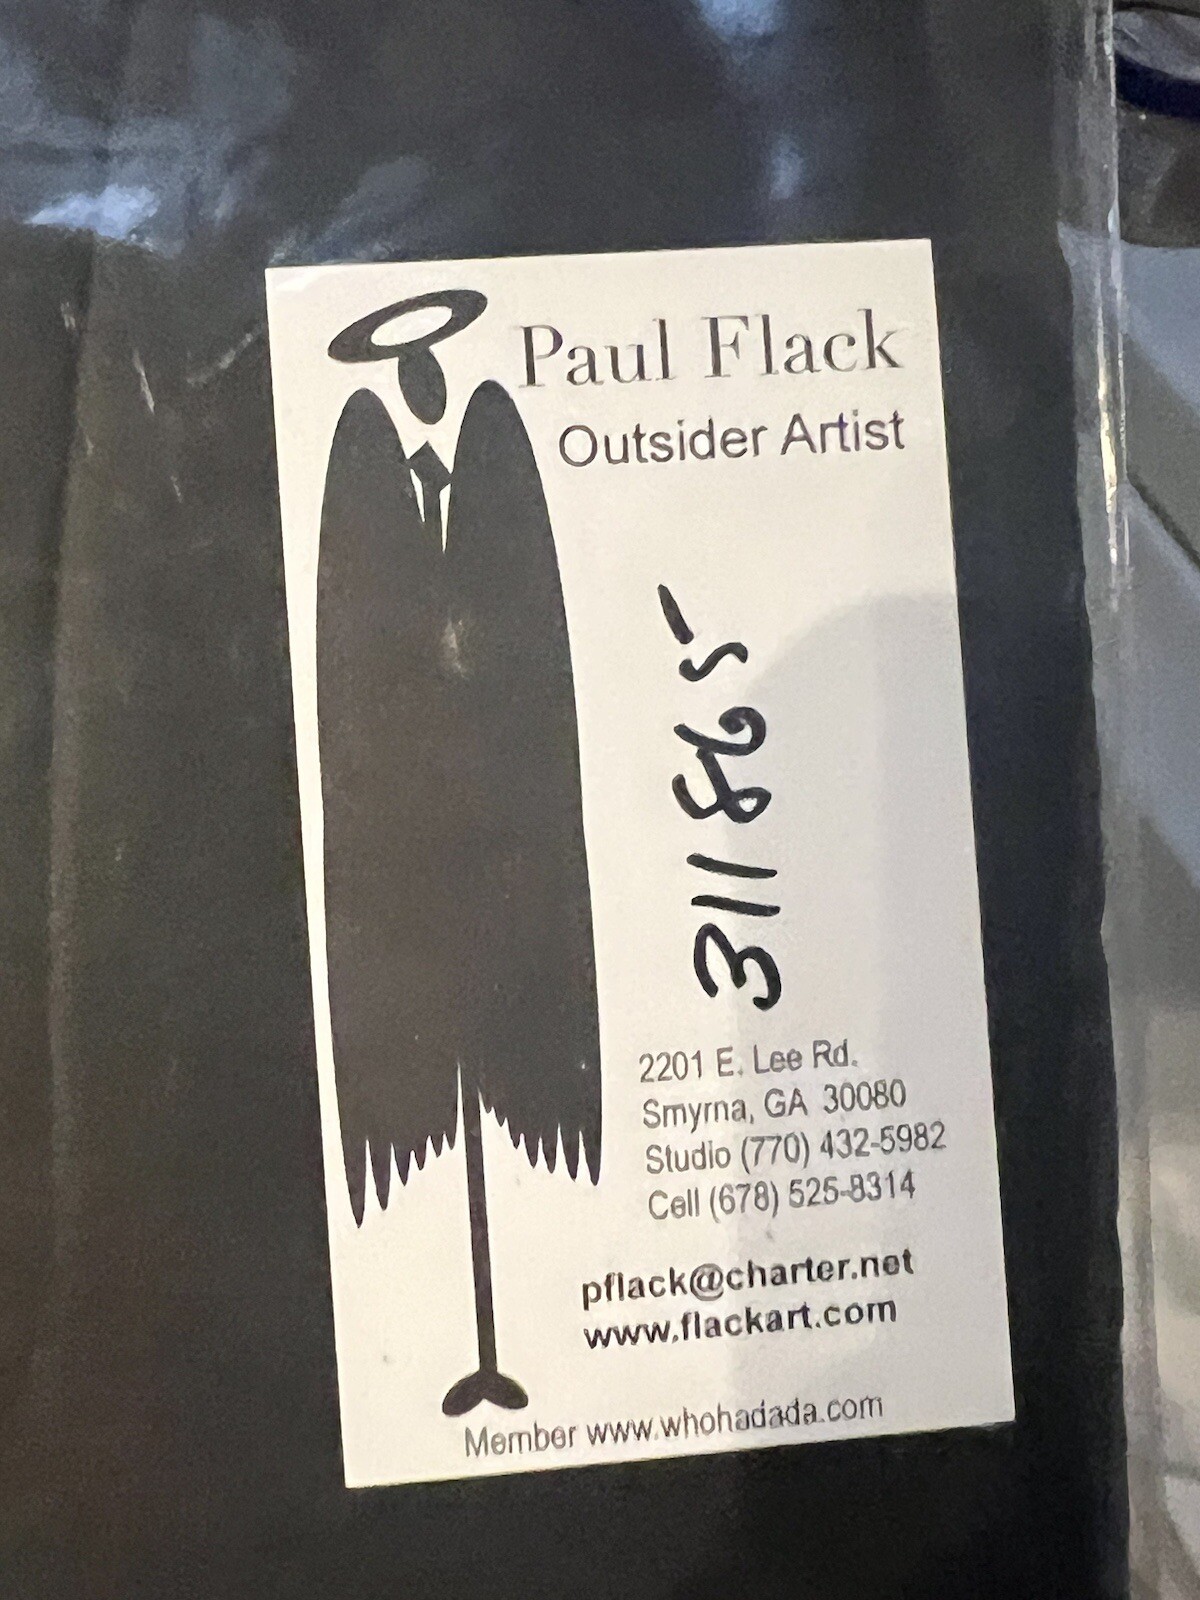 Paul Flack
Outsider Artist
311865
2201 E. Lee Rd.
Smyrna, GA 30080
Studio (770) 432-5982
Cell (678) 525-8314
pflack@charter.net
www.flackart.com
Member www.whohadada.com